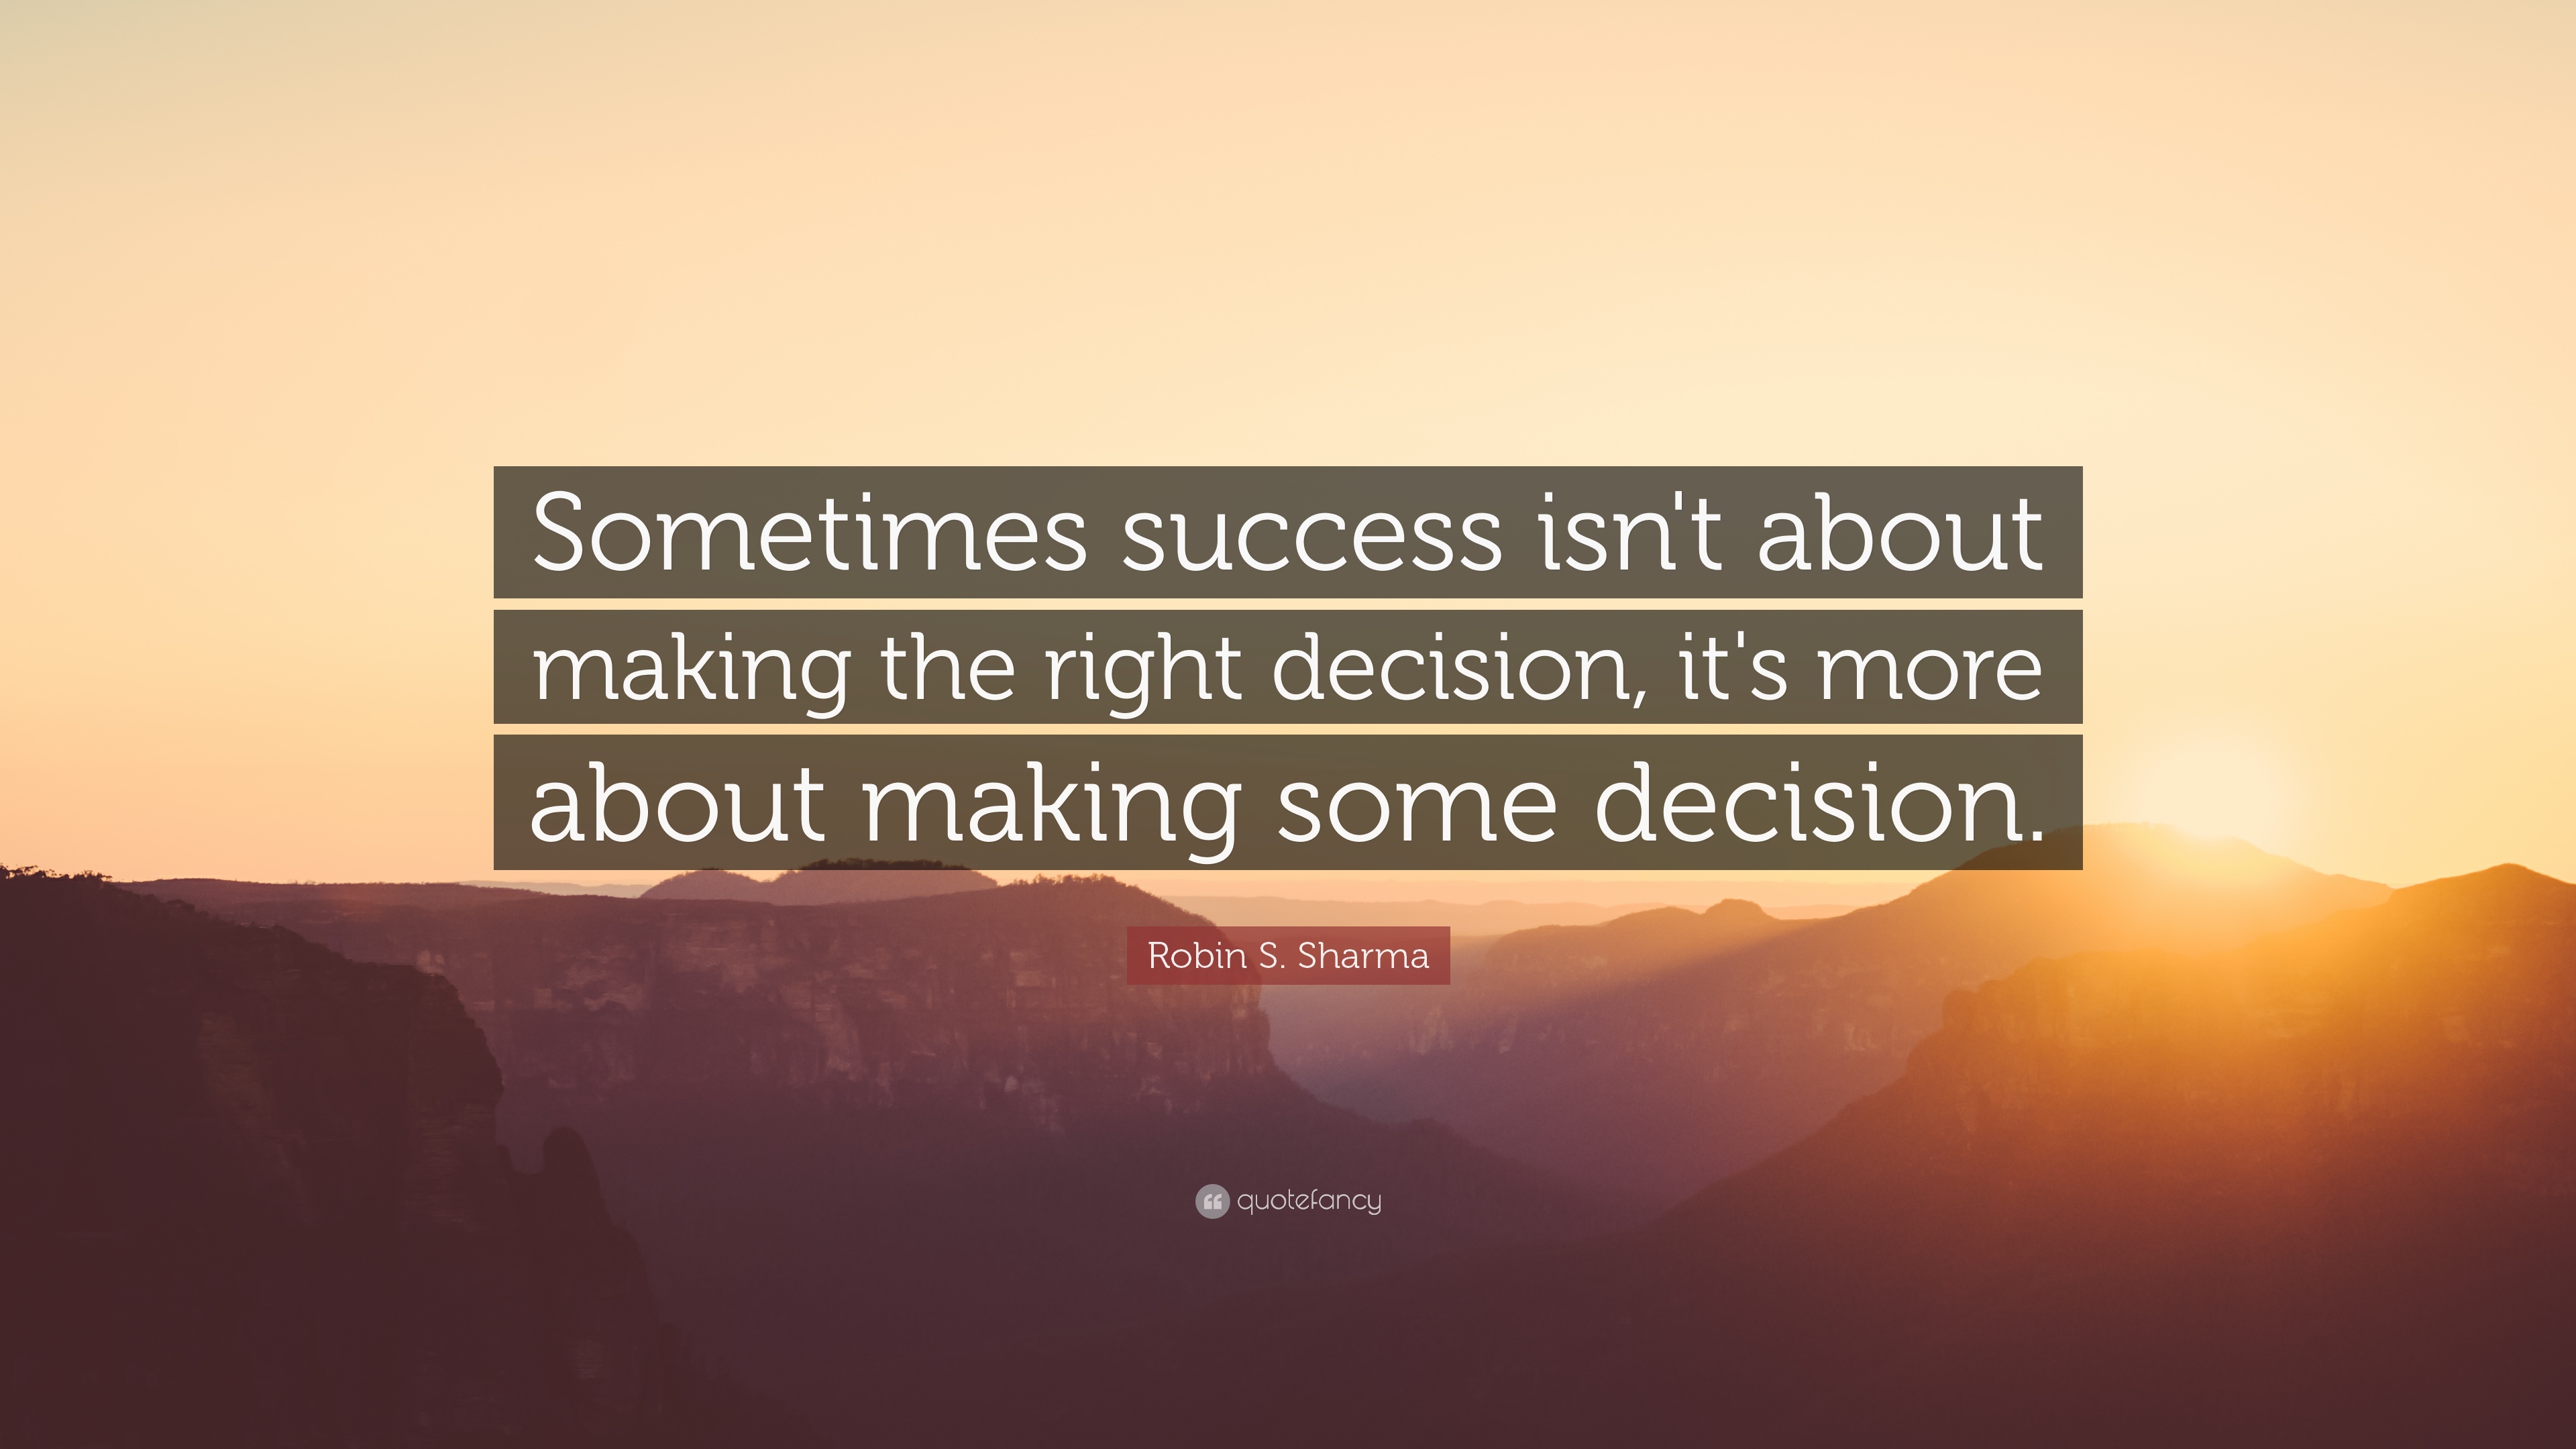 Sometimes success isn't about
making the right decision, it's more
about making some decision.
Robin S. Sharma
quotefancy